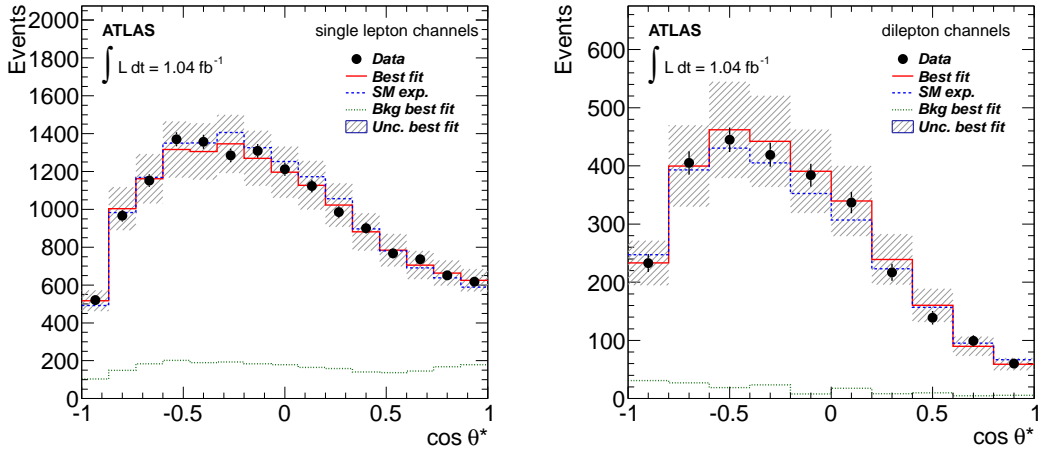 Events
2000
1800
1600
1400
1200
1000
800
600
400
200
0
ATLAS
single lepton channels
∫ L dt = 1.04 fb⁻¹
Data
Best fit
SM exp.
Bkg best fit
Unc. best fit
-1 -0.5 0 0.5 1
cos θ*
Events
600
500
400
300
200
100
0
ATLAS
dilepton channels
∫ L dt = 1.04 fb⁻¹
Data
Best fit
SM exp.
Bkg best fit
Unc. best fit
-1 -0.5 0 0.5 1
cos θ*